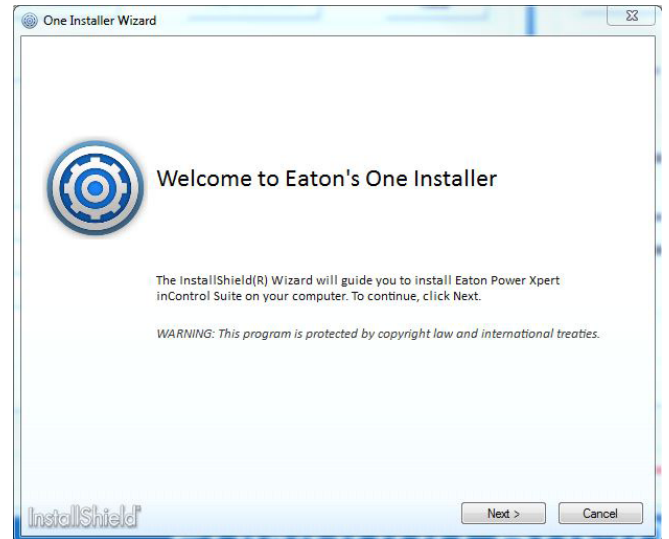 One Installer Wizard
Welcome to Eaton's One Installer
The InstallShield(R) Wizard will guide you to install Eaton Power Xpert
inControl Suite on your computer. To continue, click Next.
WARNING: This program is protected by copyright law and international treaties.
InstallShield
Next > Cancel